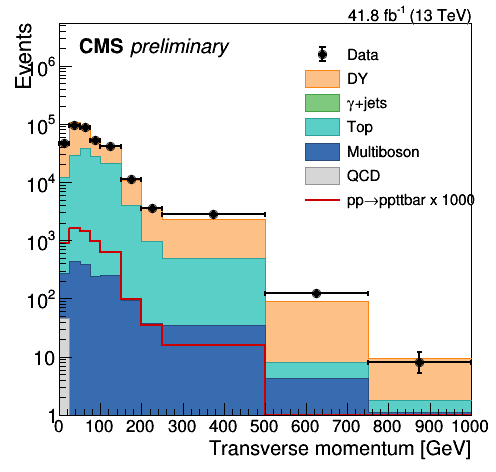 41.8 fb⁻¹ (13 TeV)
CMS preliminary
Events
Data
DY
γ+jets
Top
Multiboson
QCD
pp→ppttbar x 1000
10⁶
10⁵
10⁴
10³
10²
10
1
0 100 200 300 400 500 600 700 800 900 1000
Transverse momentum [GeV]